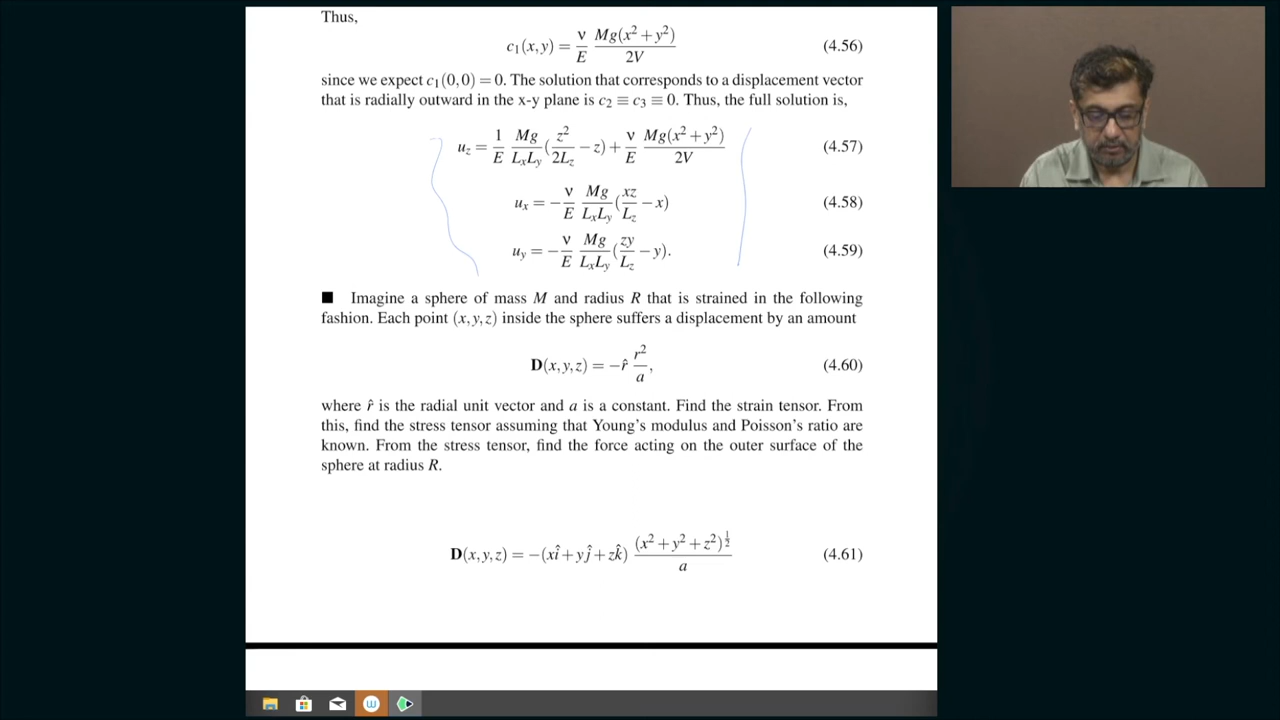 Thus,
c₁(x,y) = ν/E Mg(x²+y²)/2V (4.56)
since we expect c₁(0,0) = 0. The solution that corresponds to a displacement vector
that is radially outward in the x-y plane is c₂ ≡ c₃ ≡ 0. Thus, the full solution is,
u_z = 1/E Mg/L_xL_y (z²/2L_z − z) + ν/E Mg(x²+y²)/2V (4.57)
u_x = −ν/E Mg/L_xL_y (xz/L_z − x) (4.58)
u_y = −ν/E Mg/L_xL_y (zy/L_z − y). (4.59)
■ Imagine a sphere of mass M and radius R that is strained in the following
fashion. Each point (x,y,z) inside the sphere suffers a displacement by an amount
D(x,y,z) = −r̂ r²/a, (4.60)
where r̂ is the radial unit vector and a is a constant. Find the strain tensor. From
this, find the stress tensor assuming that Young's modulus and Poisson's ratio are
known. From the stress tensor, find the force acting on the outer surface of the
sphere at radius R.
D(x,y,z) = −(xî + yĵ + zk̂) (x²+y²+z²)^½/a (4.61)
w